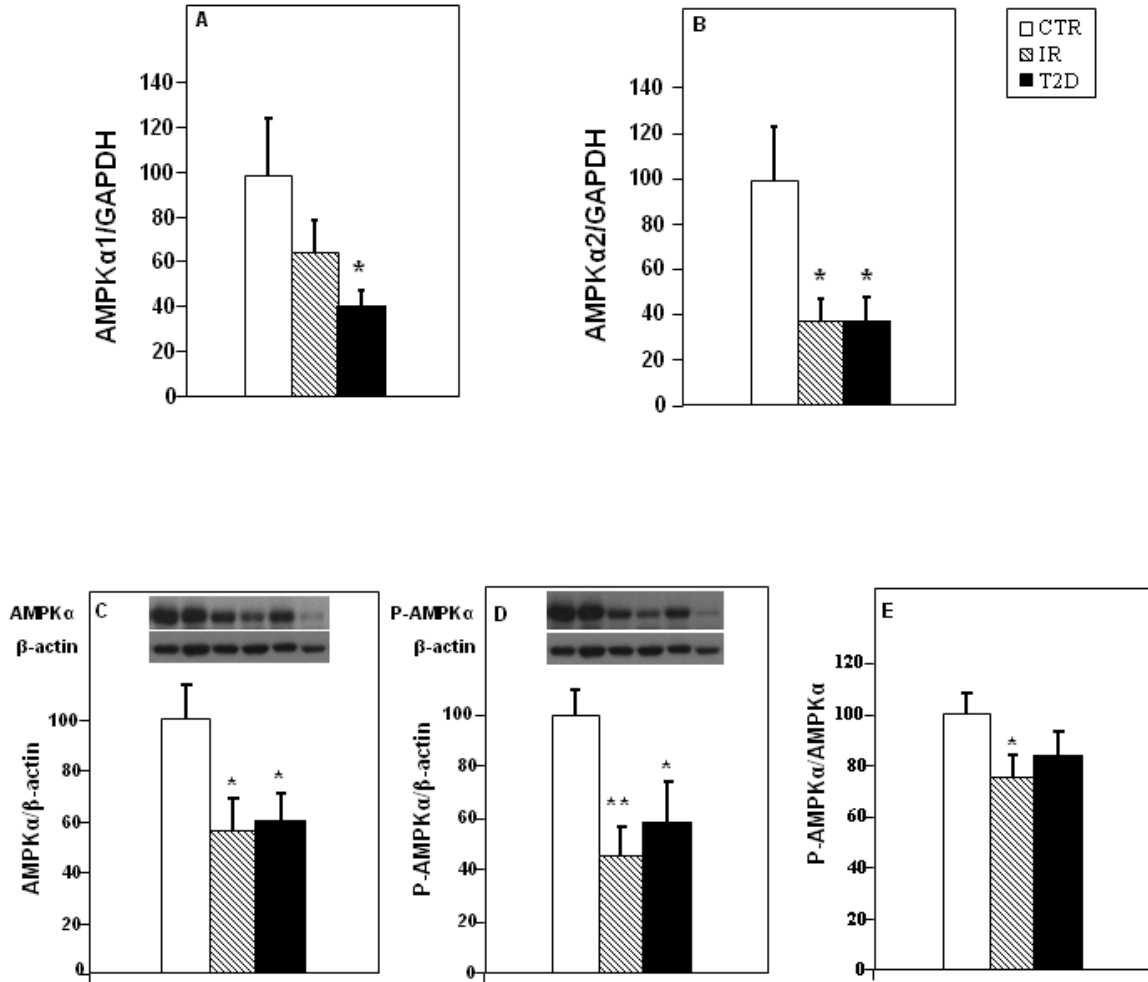 A
AMPKα1/GAPDH
140
120
100
80
60
40
20
0
*
B
AMPKα2/GAPDH
140
120
100
80
60
40
20
0
*
*
CTR
IR
T2D
AMPKα
β-actin
C
AMPKα/β-actin
100
80
60
40
20
0
*
*
P-AMPKα
β-actin
D
P-AMPKα/β-actin
100
80
60
40
20
0
**
*
E
P-AMPKα/AMPKα
120
100
80
60
40
20
0
*